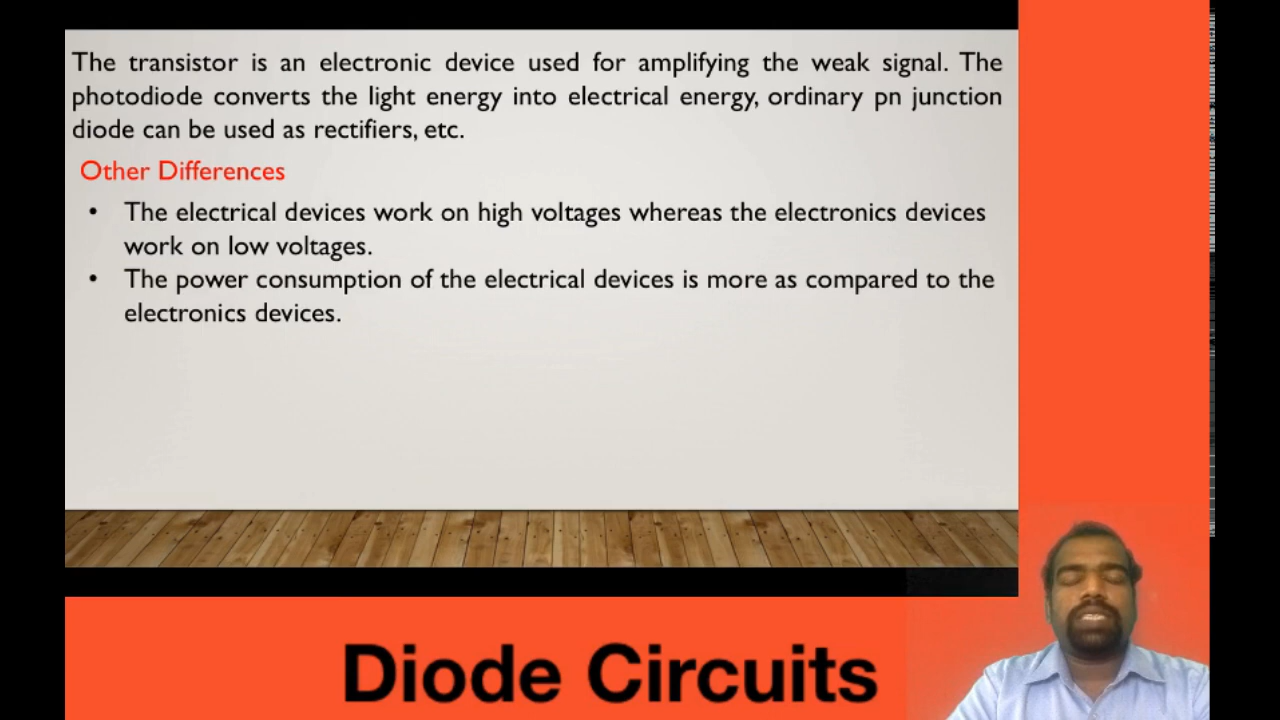 The transistor is an electronic device used for amplifying the weak signal. The
photodiode converts the light energy into electrical energy, ordinary pn junction
diode can be used as rectifiers, etc.
Other Differences
• The electrical devices work on high voltages whereas the electronics devices
work on low voltages.
• The power consumption of the electrical devices is more as compared to the
electronics devices.
Diode Circuits